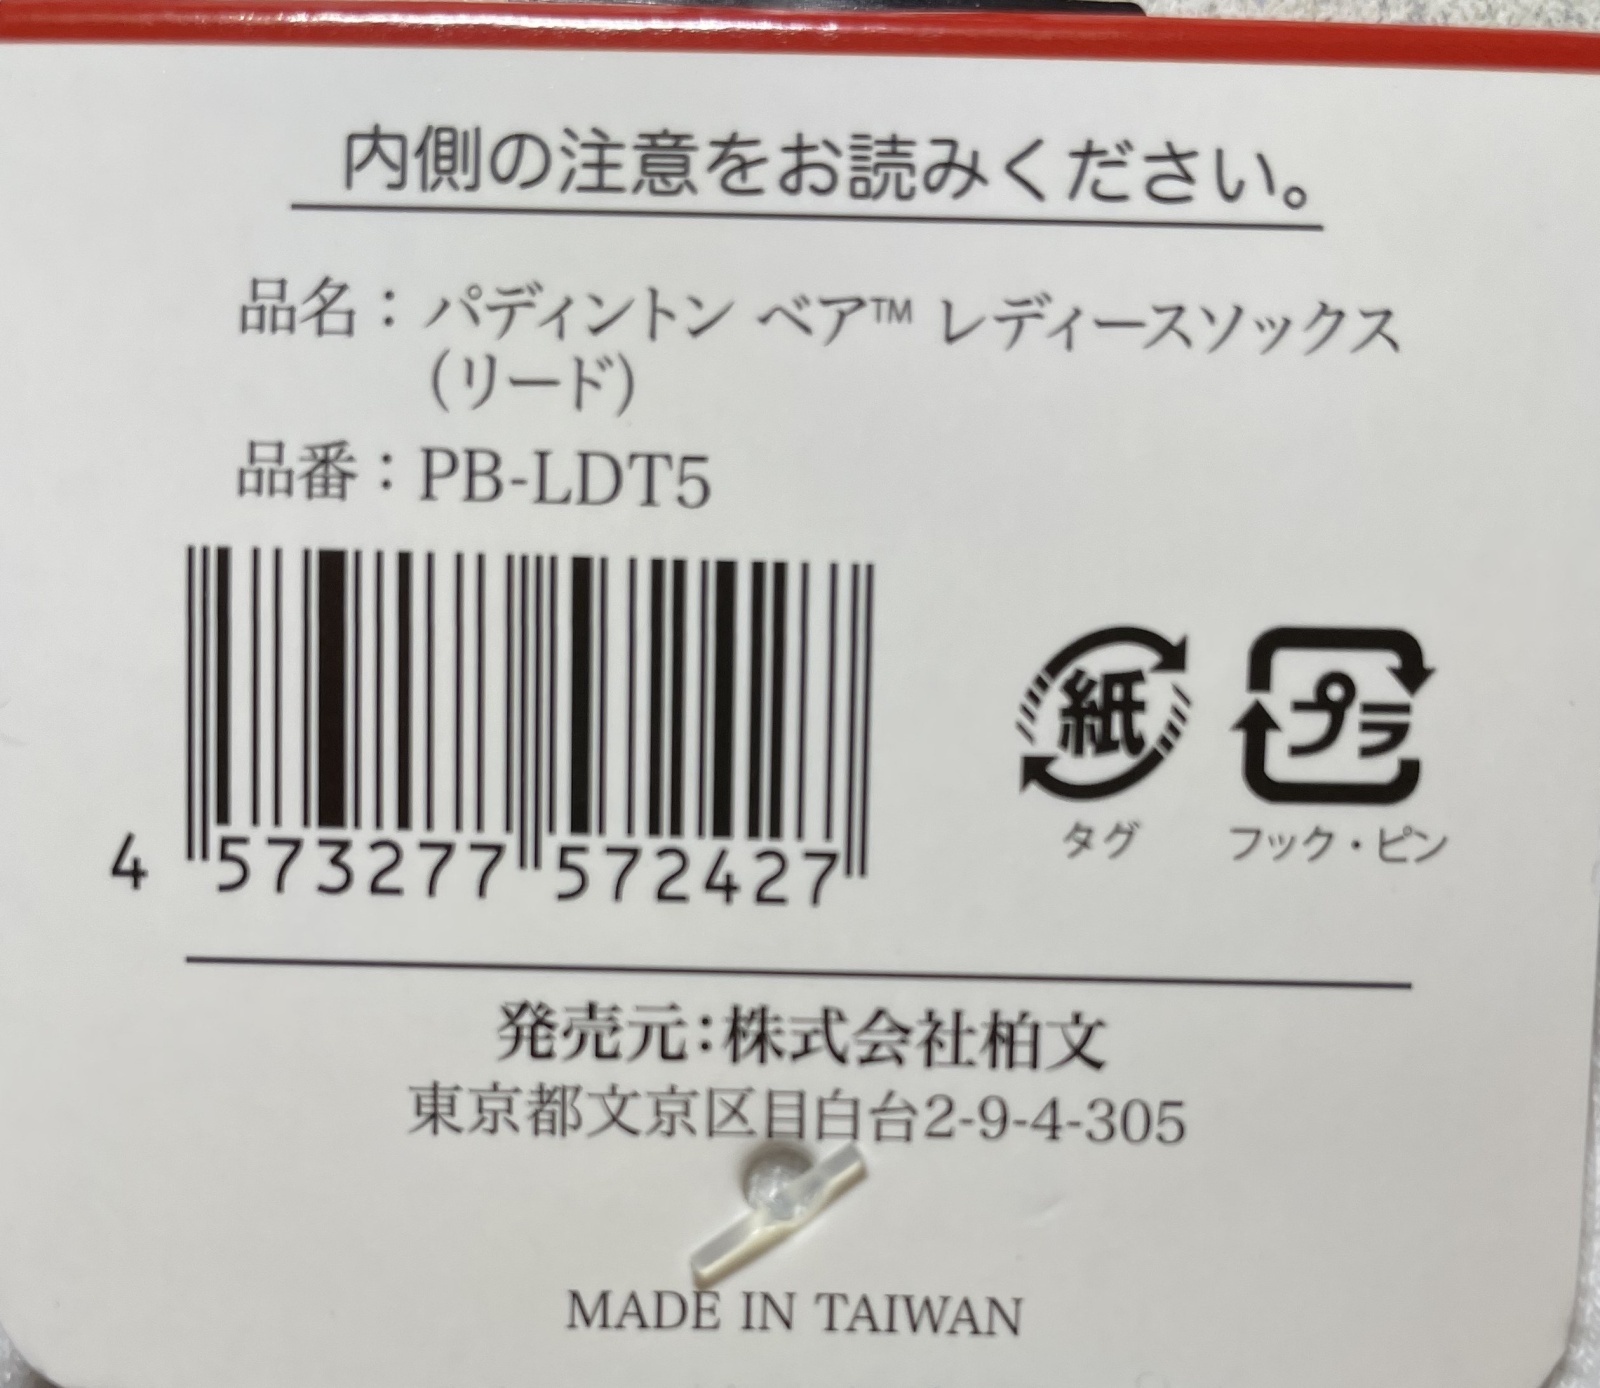 内側の注意をお読みください。
品名：パディントン ベア™ レディースソックス
（リード）
品番：PB-LDT5
4 573277 572427
紙
プラ
タグ
フック・ピン
発売元：株式会社柏文
東京都文京区目白台2-9-4-305
MADE IN TAIWAN